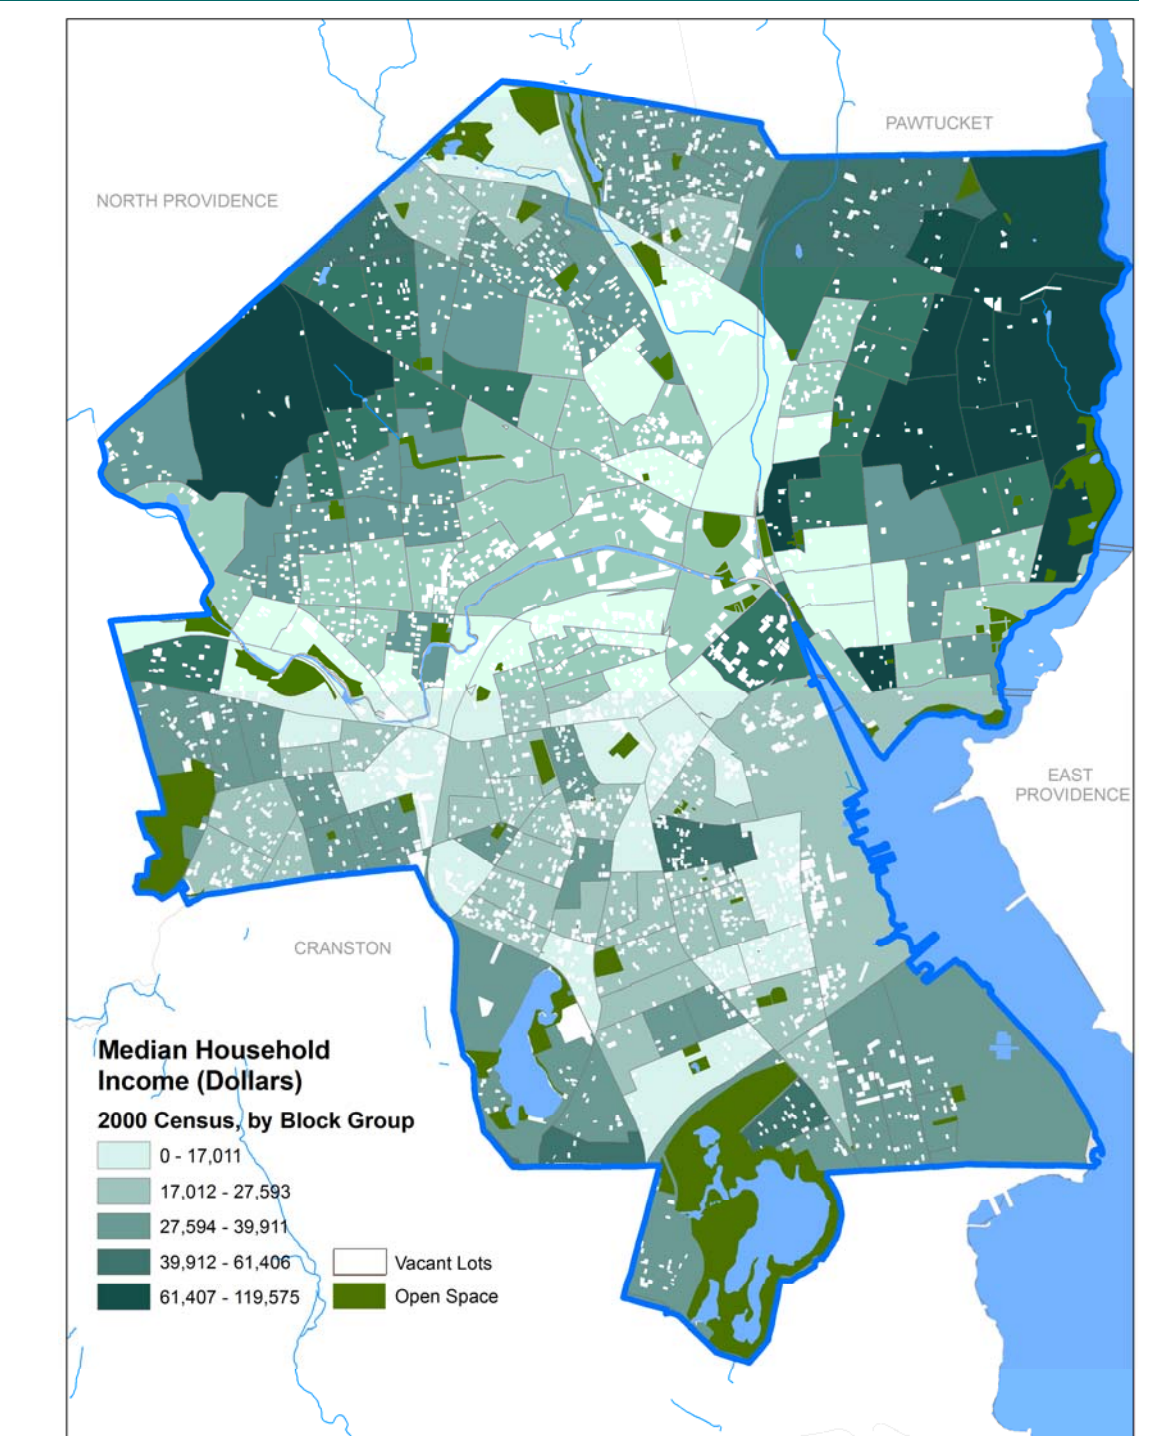 PAWTUCKET
NORTH PROVIDENCE
EAST
PROVIDENCE
CRANSTON
Median Household
Income (Dollars)
2000 Census, by Block Group
0 - 17,011
17,012 - 27,593
27,594 - 39,911
39,912 - 61,406
61,407 - 119,575
Vacant Lots
Open Space